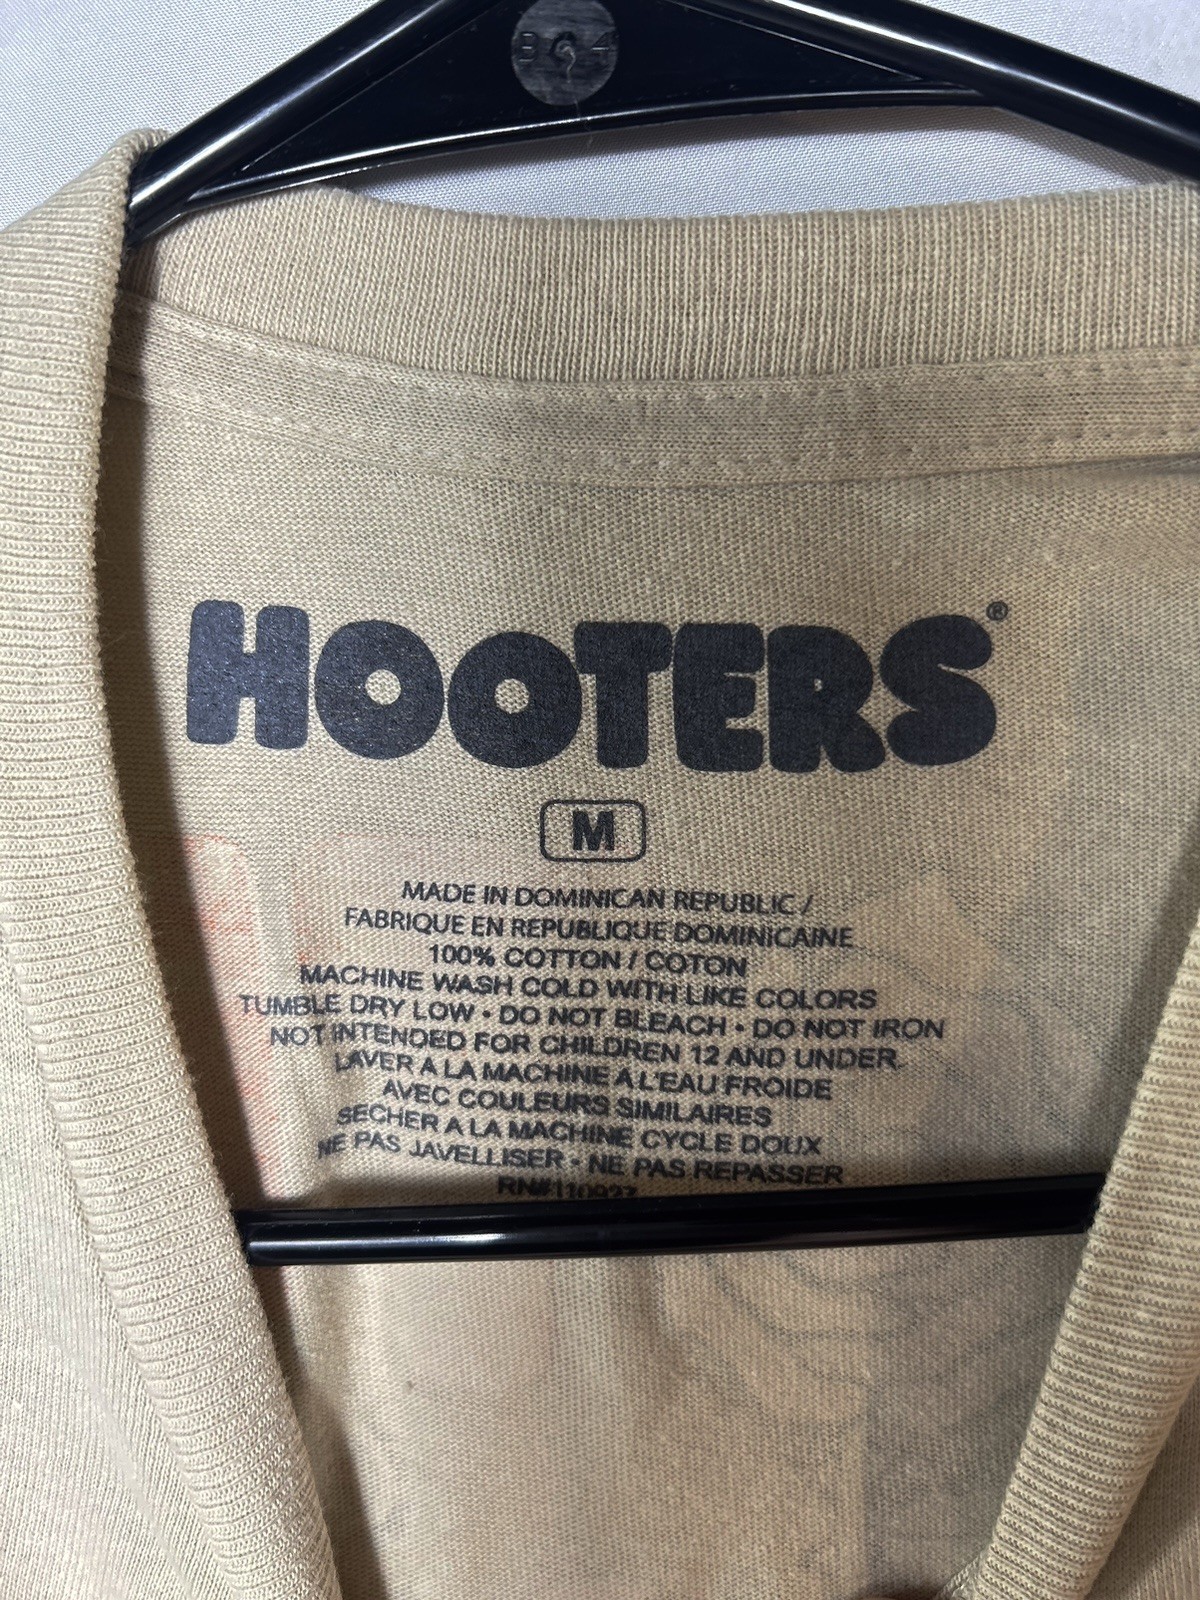 HOOTERS®
M
MADE IN DOMINICAN REPUBLIC /
FABRIQUE EN REPUBLIQUE DOMINICAINE
100% COTTON / COTON
MACHINE WASH COLD WITH LIKE COLORS
TUMBLE DRY LOW • DO NOT BLEACH • DO NOT IRON
NOT INTENDED FOR CHILDREN 12 AND UNDER
LAVER A LA MACHINE A L'EAU FROIDE
AVEC COULEURS SIMILAIRES
SECHER A LA MACHINE CYCLE DOUX
NE PAS JAVELLISER • NE PAS REPASSER